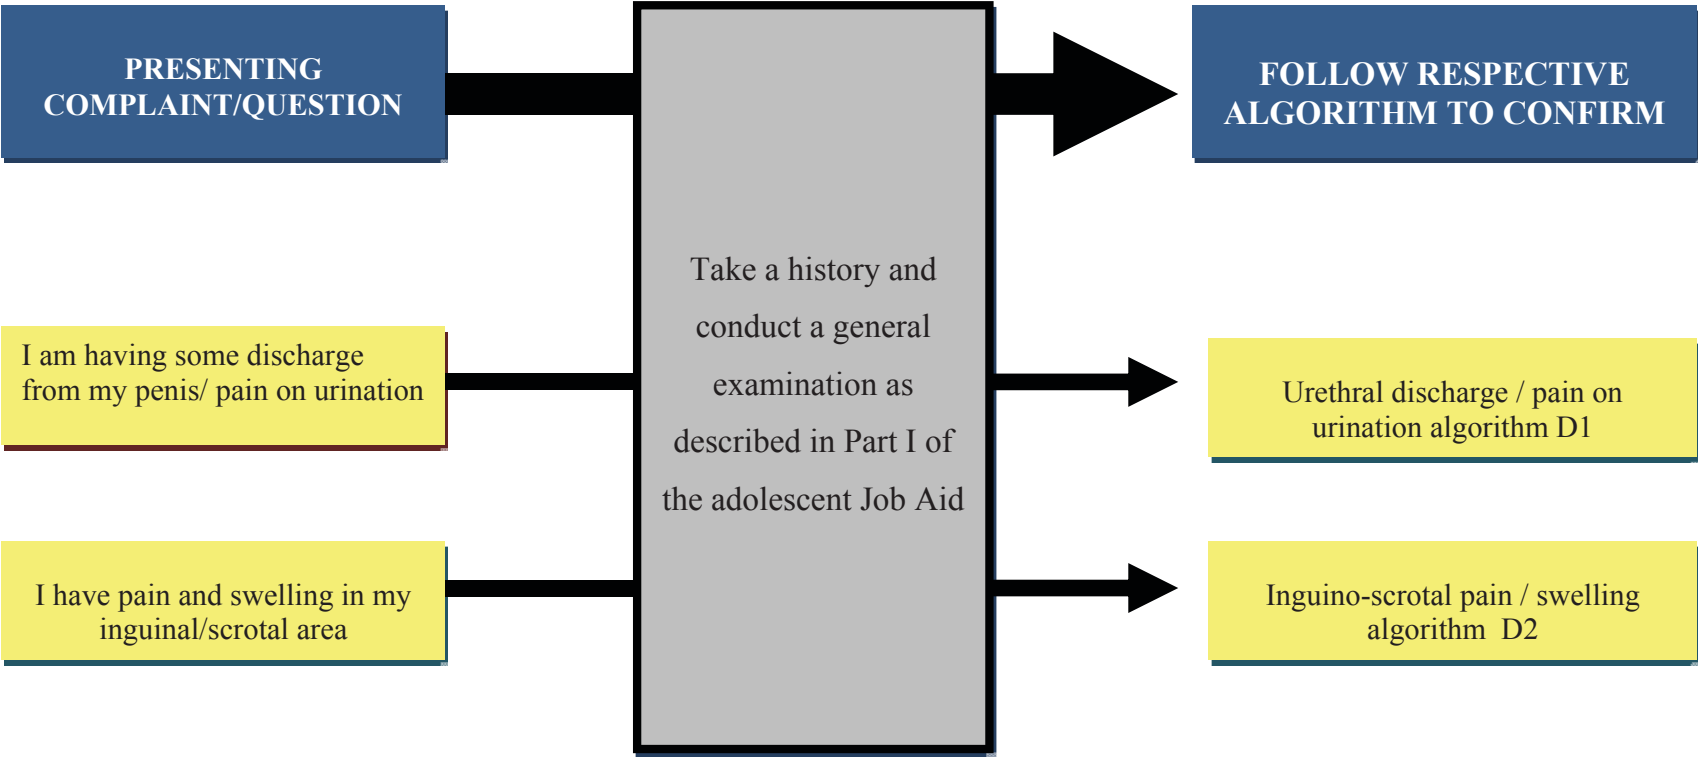 PRESENTING
COMPLAINT/QUESTION
FOLLOW RESPECTIVE
ALGORITHM TO CONFIRM
Take a history and
conduct a general
examination as
described in Part I of
the adolescent Job Aid
I am having some discharge
from my penis/ pain on urination
Urethral discharge / pain on
urination algorithm D1
I have pain and swelling in my
inguinal/scrotal area
Inguino-scrotal pain / swelling
algorithm  D2